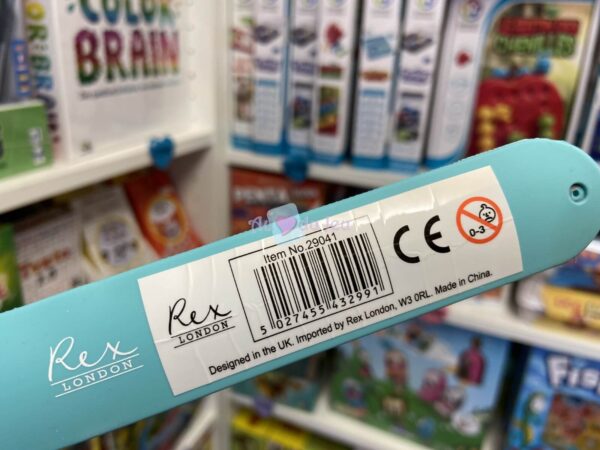 COLOR
BRAIN
Rex
LONDON
Rex
LONDON
Item No.29041
5 027455 432991
CE
0-3
Designed in the UK. Imported by Rex London, W3 0RL. Made in China.